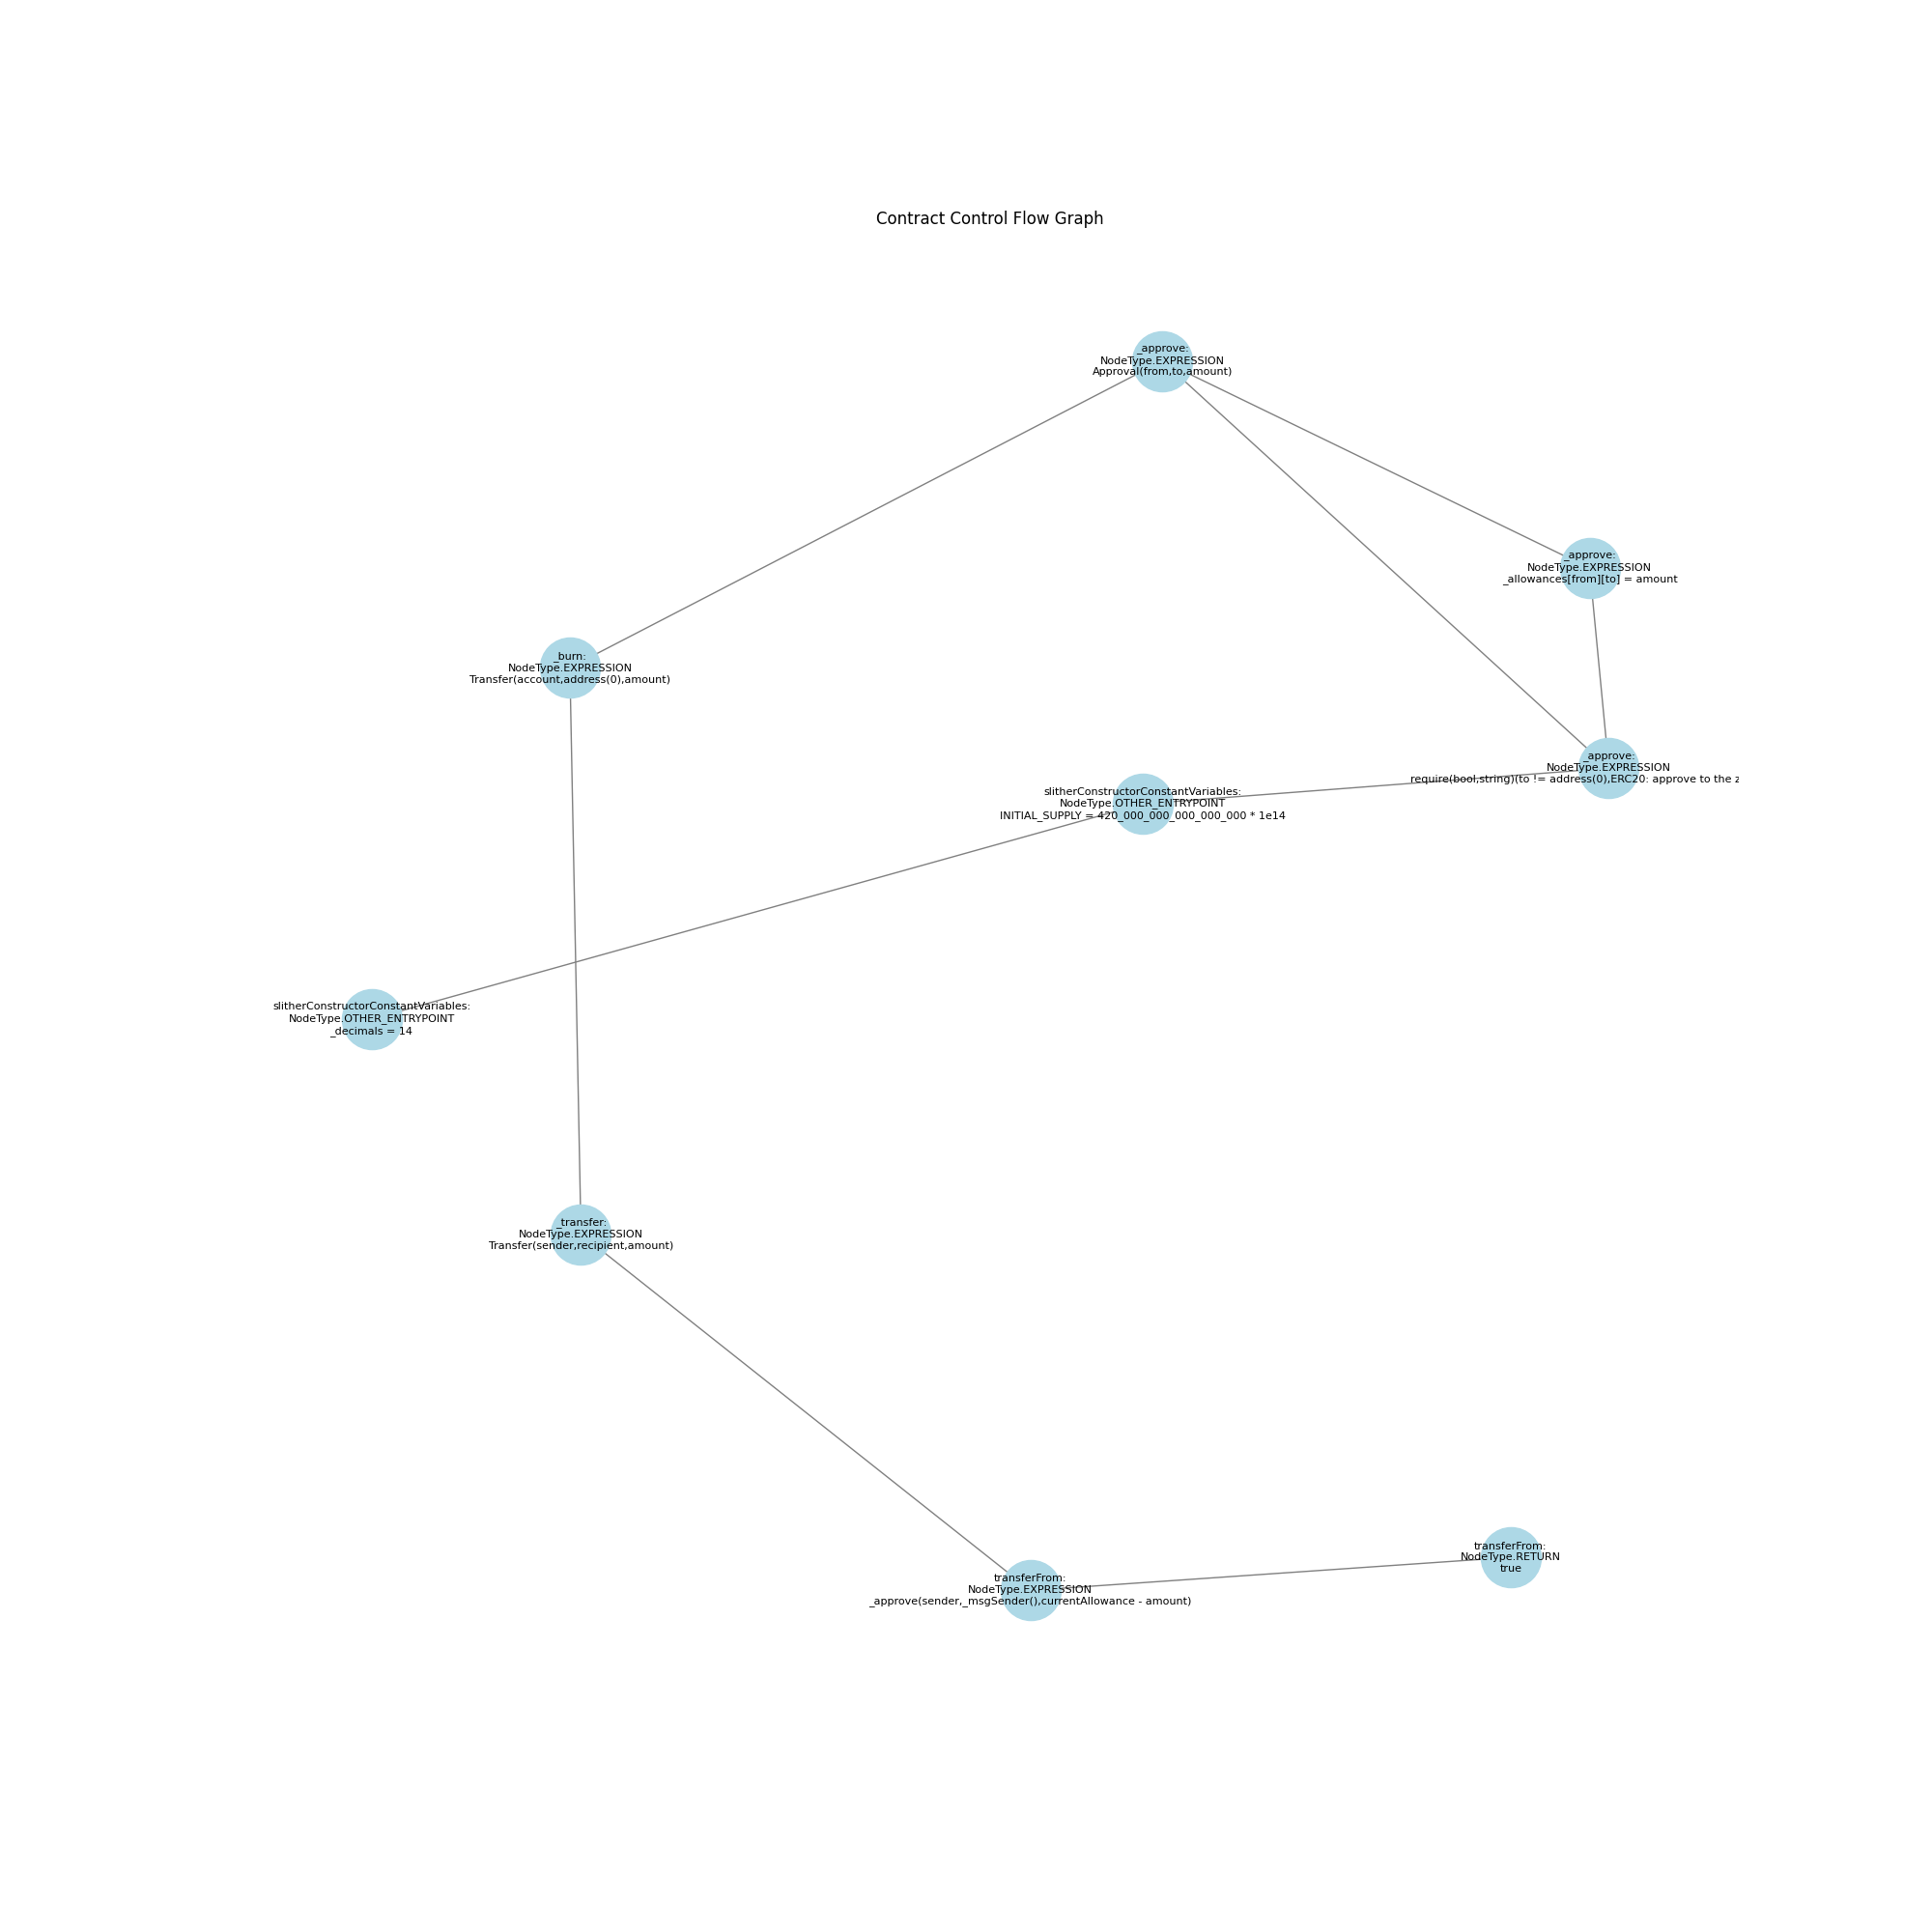 Contract Control Flow Graph
_approve:
NodeType.EXPRESSION
Approval(from,to,amount)
_approve:
NodeType.EXPRESSION
_allowances[from][to] = amount
_burn:
NodeType.EXPRESSION
Transfer(account,address(0),amount)
_approve:
NodeType.EXPRESSION
require(bool,string)(to != address(0),ERC20: approve to the z
slitherConstructorConstantVariables:
NodeType.OTHER_ENTRYPOINT
INITIAL_SUPPLY = 420_000_000_000_000_000 * 1e14
slitherConstructorConstantVariables:
NodeType.OTHER_ENTRYPOINT
_decimals = 14
_transfer:
NodeType.EXPRESSION
Transfer(sender,recipient,amount)
transferFrom:
NodeType.RETURN
true
transferFrom:
NodeType.EXPRESSION
_approve(sender,_msgSender(),currentAllowance - amount)